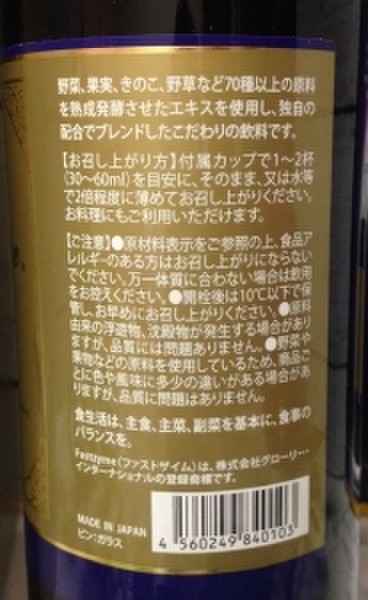 野菜、果実、きのこ、野草など70種以上の原料
を熟成発酵させたエキスを使用し、独自の
配合でブレンドしたこだわりの飲料です。
【お召し上がり方】付属カップで1〜2杯
(30〜60ml)を目安に、そのまま、又は水等
で2倍程度に薄めてお召し上がりください。
お料理にもご利用いただけます。
【ご注意】●原材料表示をご参照の上、食品ア
レルギーのある方はお召し上がりにならない
でください。万一体質に合わない場合は飲用
をお控えください。●開栓後は10℃以下で保
管し、お早めにお召し上がりください。●原料
由来の浮遊物、沈殿物が発生する場合があり
ますが、品質には問題ありません。●野菜や
果物などの原料を使用しているため、商品ご
とに色や風味に多少の違いがある場合があ
りますが、品質に問題はありません。
食生活は、主食、主菜、副菜を基本に、食事の
バランスを。
Fastzyme(ファストザイム)は、株式会社グローリー・
インターナショナルの登録商標です。
MADE IN JAPAN
ビン:ガラス
4 560249 840103